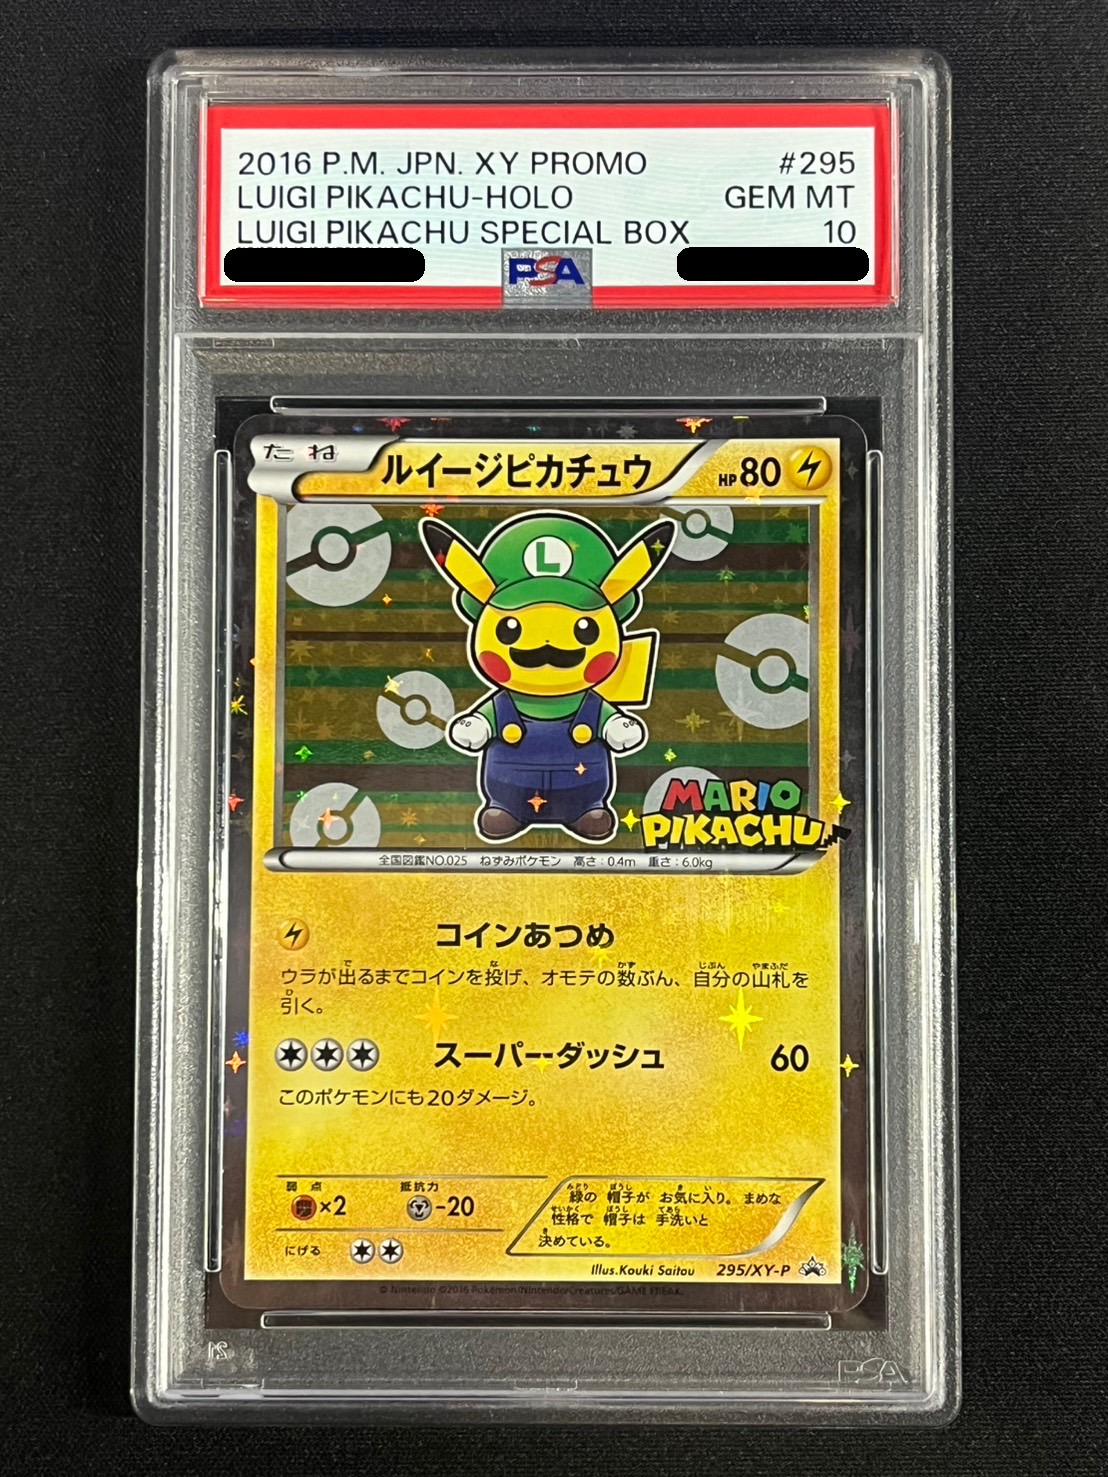 2016 P.M. JPN. XY PROMO #295
LUIGI PIKACHU-HOLO GEM MT
LUIGI PIKACHU SPECIAL BOX 10
PSA
たね ルイージピカチュウ HP80
L
MARIO
PIKACHU
全国図鑑NO.025 ねずみポケモン 高さ:0.4m 重さ:6.0kg
コインあつめ
ウラが出るまでコインを投げ、オモテの数ぶん、自分の山札を
引く。
スーパーダッシュ 60
このポケモンにも20ダメージ。
弱点 抵抗力
×2 -20
にげる
緑の帽子がお気に入り。まめな
性格で帽子は手洗いと
決めている。
Illus.Kouki Saitou 295/XY-P
© Nintendo ©2016 Pokémon/Nintendo/Creatures/GAME FREAK.
PSA